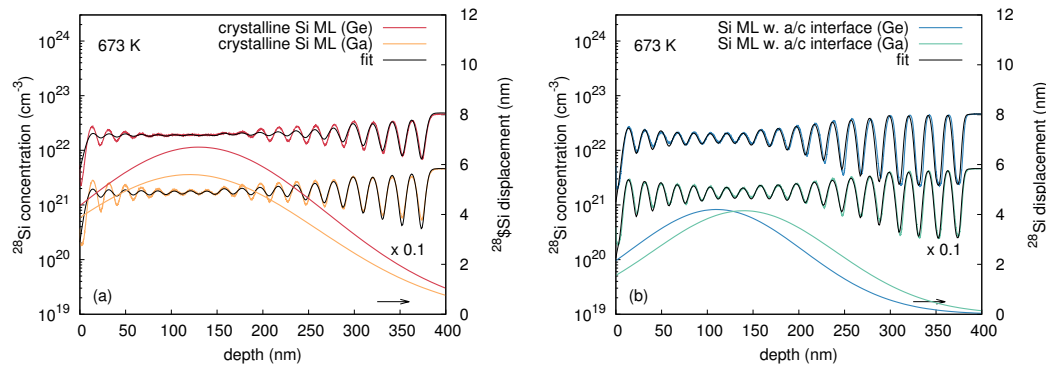 673 K
crystalline Si ML (Ge)
crystalline Si ML (Ga)
fit
x 0.1
(a)
10^24
10^23
10^22
10^21
10^20
10^19
^28Si concentration (cm^-3)
12
10
8
6
4
2
0
^28$Si displacement (nm)
0 50 100 150 200 250 300 350 400
depth (nm)
673 K
Si ML w. a/c interface (Ge)
Si ML w. a/c interface (Ga)
fit
x 0.1
(b)
10^24
10^23
10^22
10^21
10^20
10^19
^28Si concentration (cm^-3)
12
10
8
6
4
2
0
^28Si displacement (nm)
0 50 100 150 200 250 300 350 400
depth (nm)